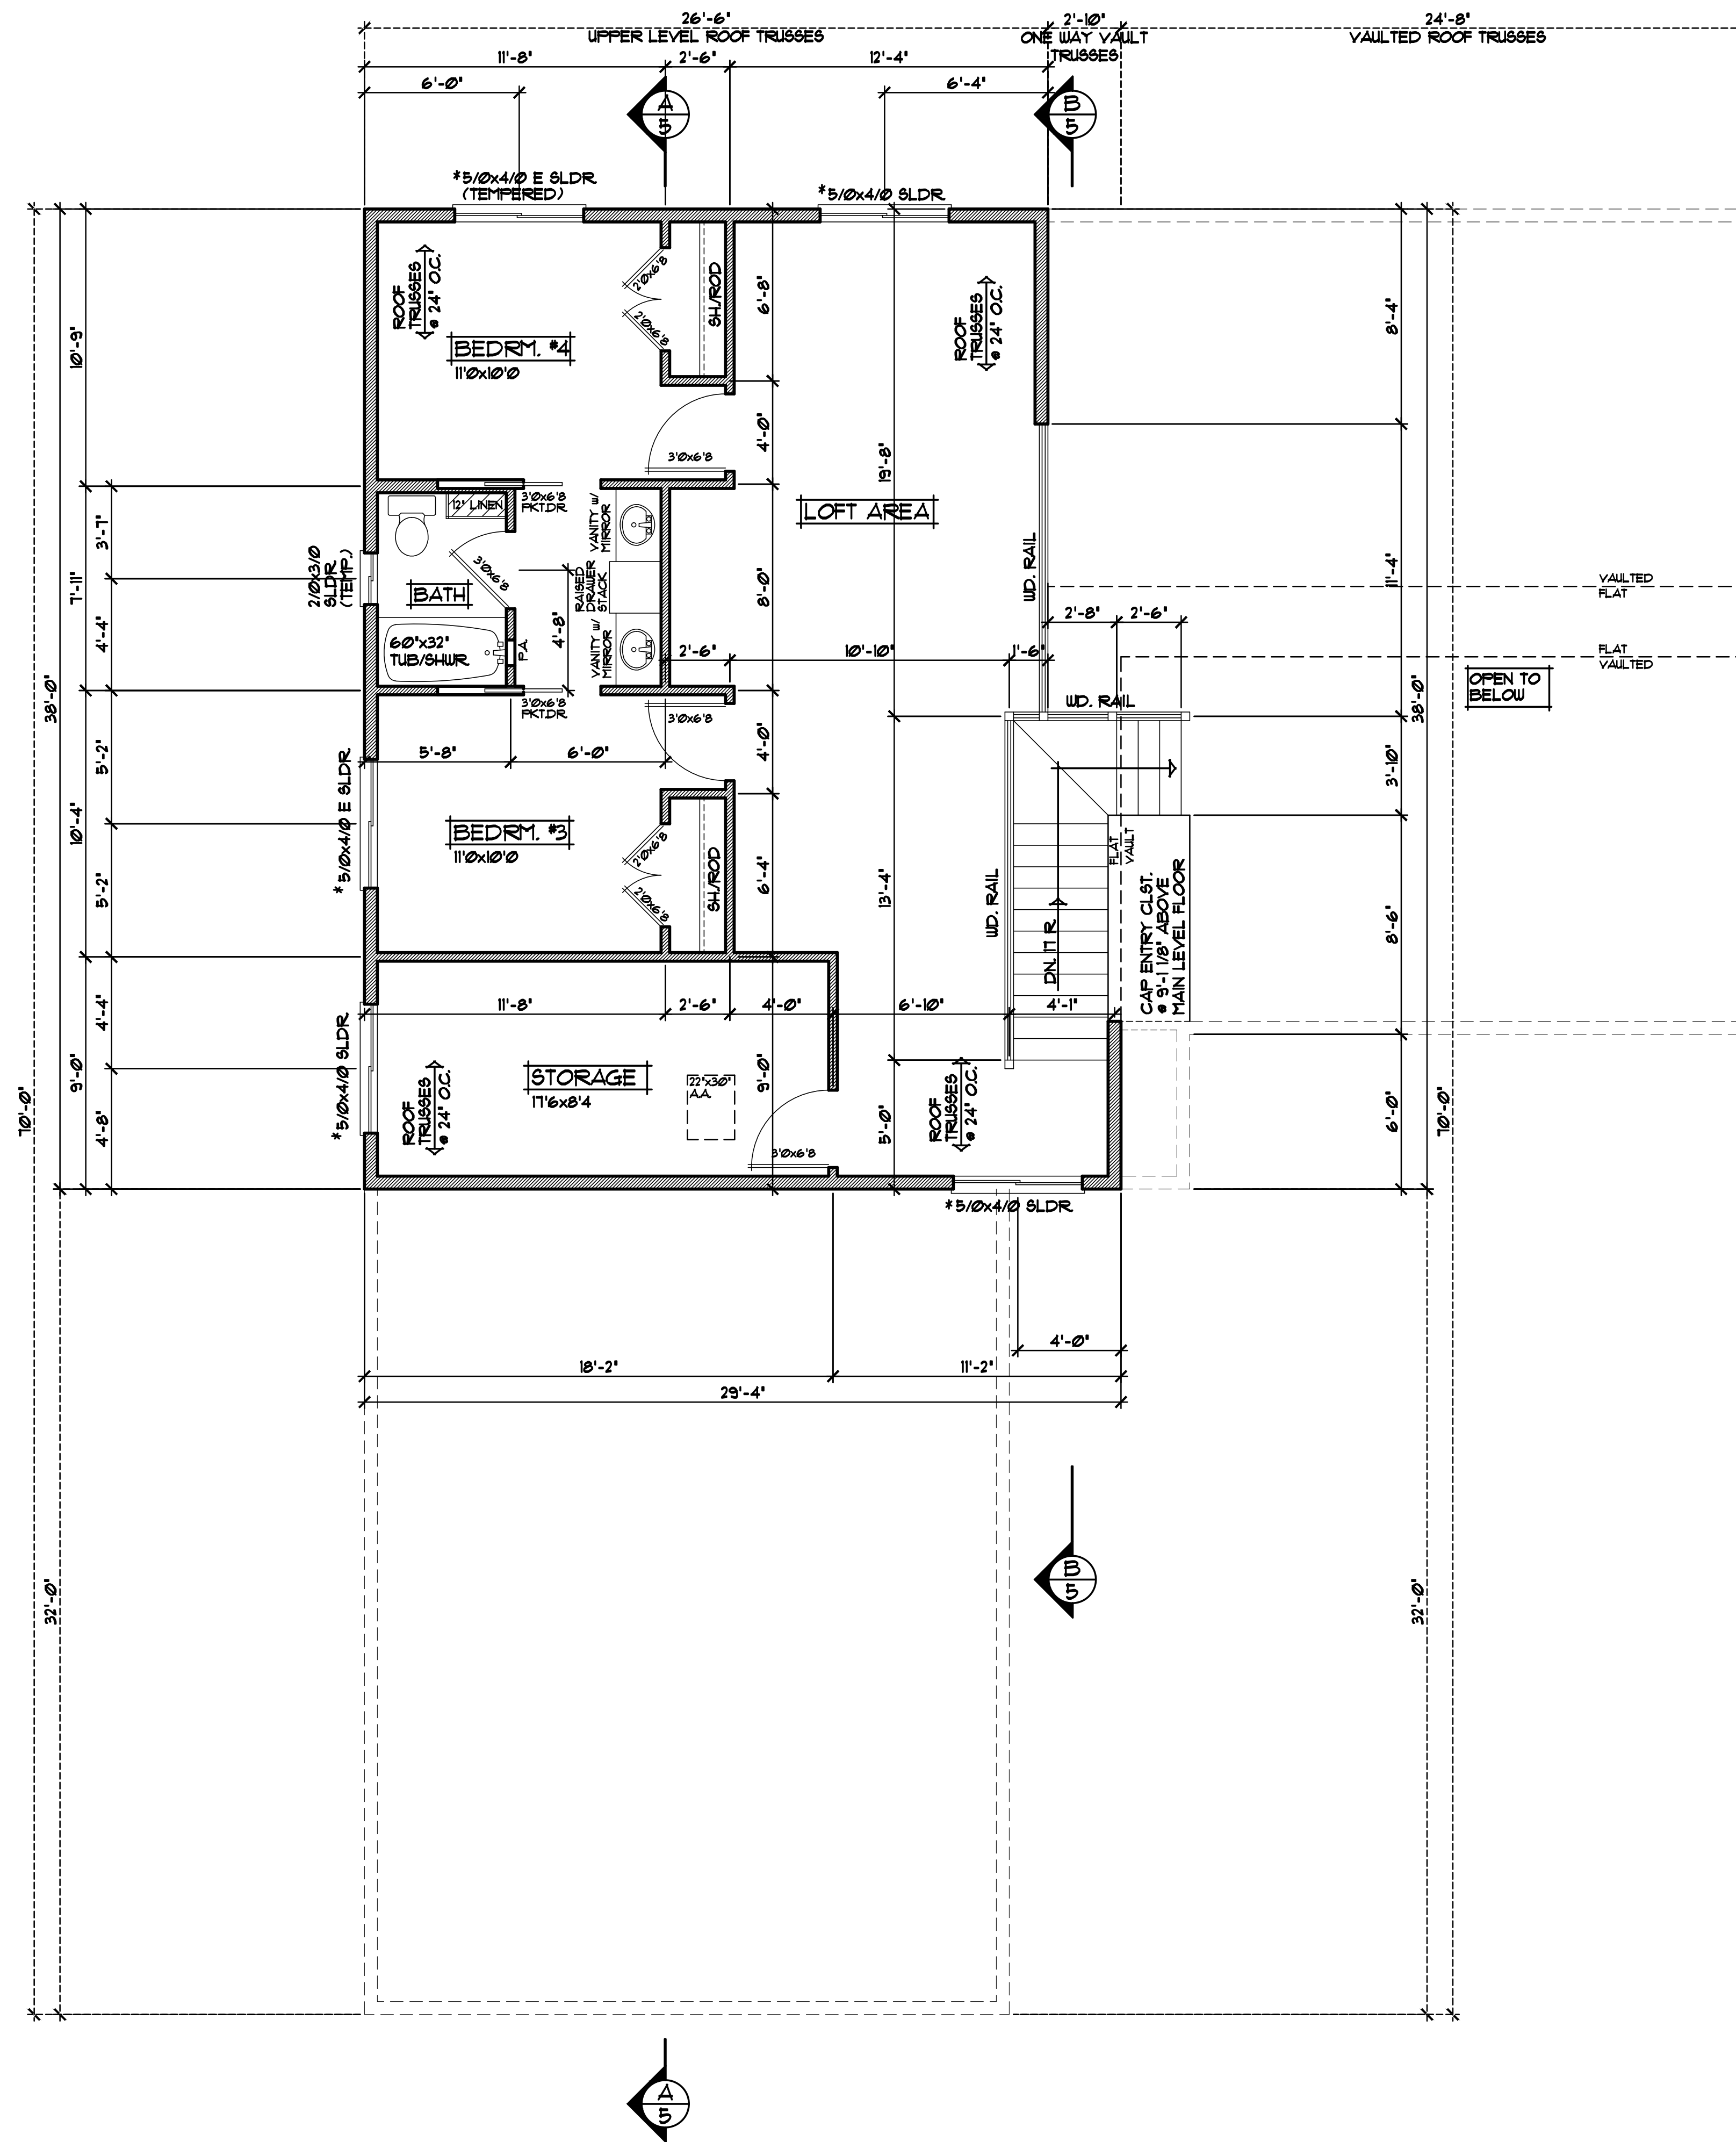 26'-6"
UPPER LEVEL ROOF TRUSSES
2'-10"
ONE WAY VAULT
TRUSSES
24'-8"
VAULTED ROOF TRUSSES
11'-8"
2'-6"
12'-4"
6'-0"
6'-4"
A
5
B
5
*5/0x4/0 E SLDR
(TEMPERED)
*5/0x4/0 SLDR
ROOF
TRUSSES
@ 24" O.C.
BEDRM. #4
11'0x10'0
2'0x6'8
2'0x6'8
SH./ROD
6'-8"
ROOF
TRUSSES
@ 24" O.C.
8'-4"
10'-9"
4'-0"
3'0x6'8
19'-8"
LOFT AREA
WD. RAIL
11'-4"
3'0x6'8
PKT.DR.
12" LINEN
VANITY w/
MIRROR
3'-7"
2/0x3/0
SLDR
(TEMP.)
7'-11"
BATH
3'0x6'8
RAISED
DRAWER
STACK
8'-0"
4'-4"
4'-8"
60"x32"
TUB/SHWR
P.A.
VANITY w/
MIRROR
2'-6"
10'-10"
1'-6"
2'-8"
2'-6"
VAULTED
FLAT
FLAT
VAULTED
OPEN TO
BELOW
38'-0"
38'-0"
3'0x6'8
PKT.DR.
3'0x6'8
WD. RAIL
4'-0"
5'-8"
6'-0"
5'-2"
*5/0x4/0 E SLDR
3'-10"
10'-4"
BEDRM. #3
11'0x10'0
2'0x6'8
2'0x6'8
SH./ROD
6'-4"
5'-2"
13'-4"
WD. RAIL
DN. 17 R
FLAT
VAULT
CAP ENTRY CLST.
@ 9'-1 1/8" ABOVE
MAIN LEVEL FLOOR
8'-6"
11'-8"
2'-6"
4'-0"
6'-10"
4'-1"
4'-4"
*5/0x4/0 SLDR
9'-0"
4'-8"
ROOF
TRUSSES
@ 24" O.C.
STORAGE
17'6x8'4
22"x30"
A.A.
9'-0"
3'0x6'8
5'-0"
ROOF
TRUSSES
@ 24" O.C.
6'-0"
70'-0"
70'-0"
*5/0x4/0 SLDR
4'-0"
18'-2"
11'-2"
29'-4"
32'-0"
32'-0"
B
5
A
5